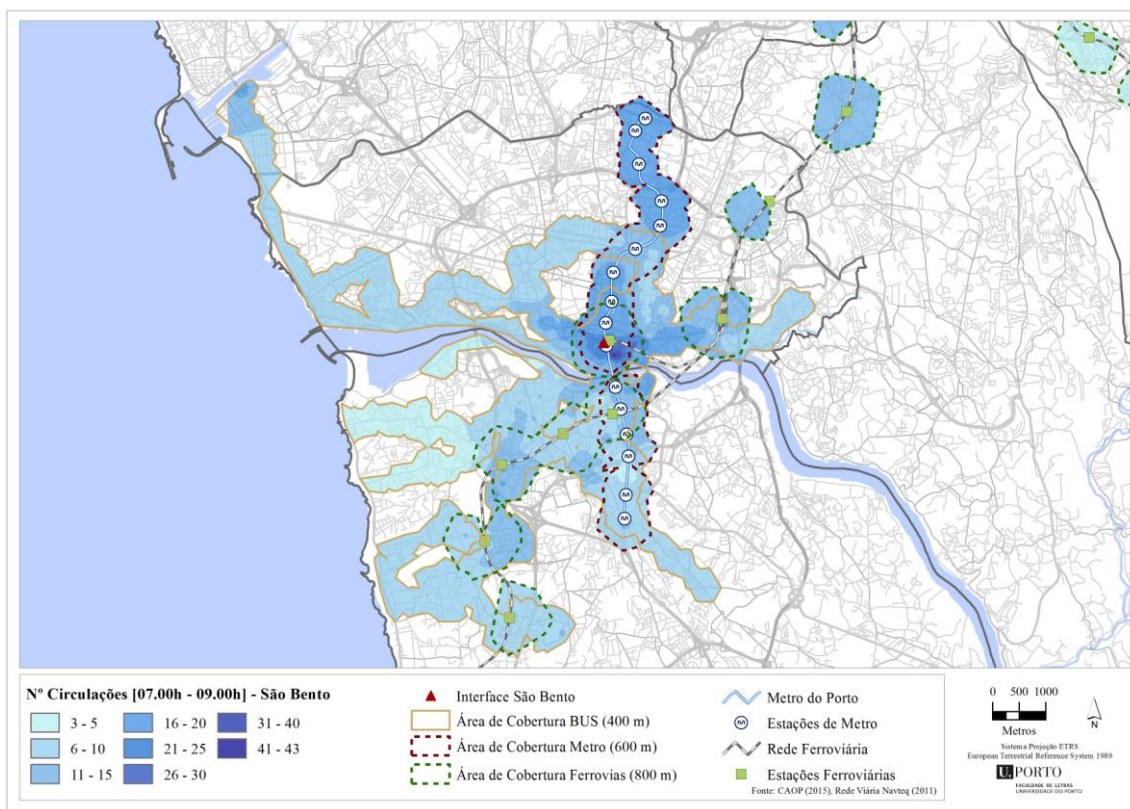 Nº Circulações [07.00h - 09.00h] - São Bento
3 - 5
6 - 10
11 - 15
16 - 20
21 - 25
26 - 30
31 - 40
41 - 43
Interface São Bento
Área de Cobertura BUS (400 m)
Área de Cobertura Metro (600 m)
Área de Cobertura Ferrovias (800 m)
Metro do Porto
Estações de Metro
Rede Ferroviária
Estações Ferroviárias
Fonte: CAOP (2015), Rede Viária Navteq (2011)
0 500 1000
Metros
N
Sistema Projeção ETRS
European Terrestrial Reference System 1989
U. PORTO
FACULDADE DE LETRAS
UNIVERSIDADE DO PORTO